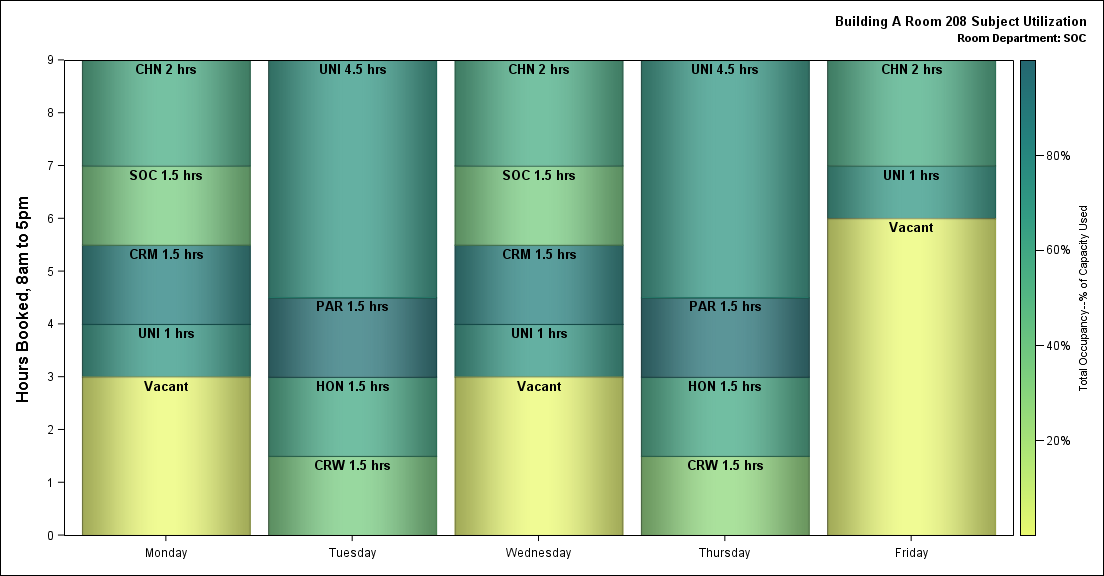 Building A Room 208 Subject Utilization
Room Department: SOC
Hours Booked, 8am to 5pm
9
8
7
6
5
4
3
2
1
0
CHN 2 hrs
SOC 1.5 hrs
CRM 1.5 hrs
UNI 1 hrs
Vacant
Monday
UNI 4.5 hrs
PAR 1.5 hrs
HON 1.5 hrs
CRW 1.5 hrs
Tuesday
CHN 2 hrs
SOC 1.5 hrs
CRM 1.5 hrs
UNI 1 hrs
Vacant
Wednesday
UNI 4.5 hrs
PAR 1.5 hrs
HON 1.5 hrs
CRW 1.5 hrs
Thursday
CHN 2 hrs
UNI 1 hrs
Vacant
Friday
80%
60%
40%
20%
Total Occupancy--% of Capacity Used